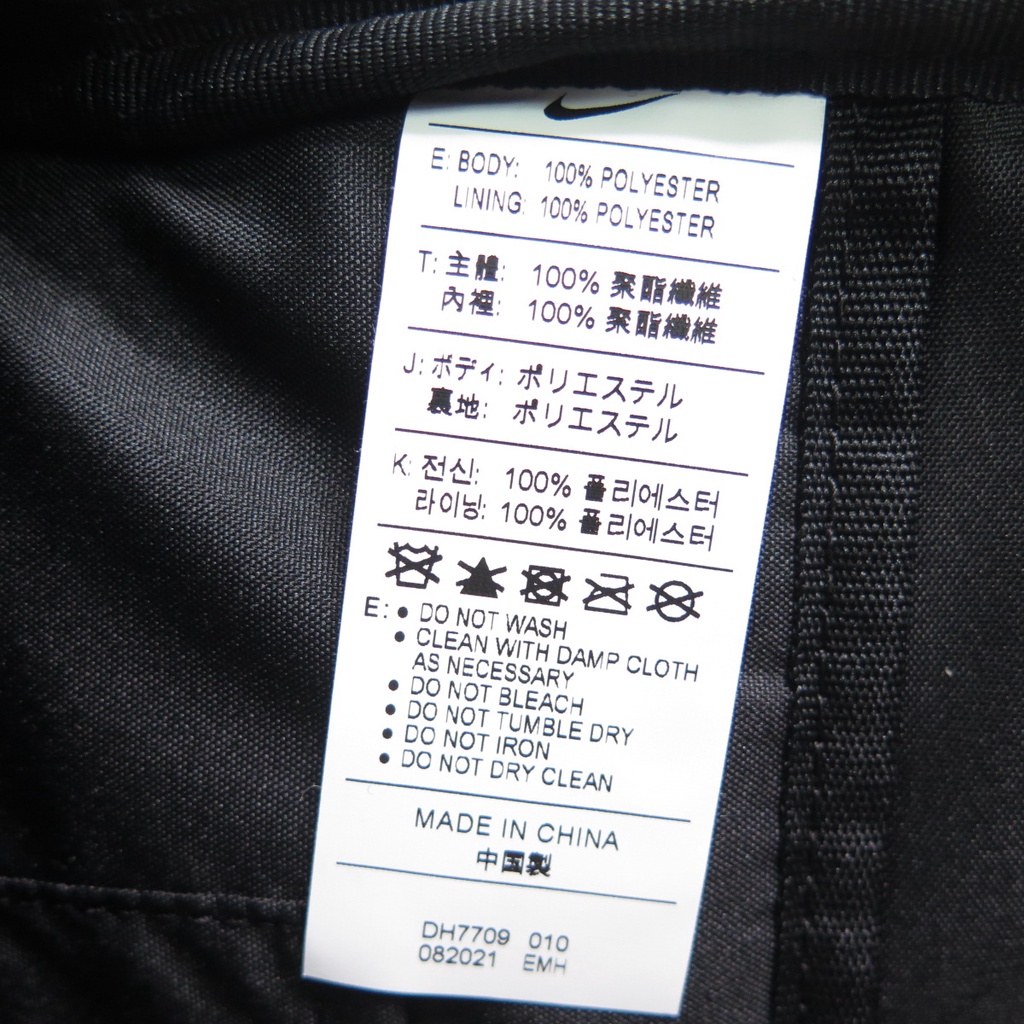 E: BODY: 100% POLYESTER
LINING: 100% POLYESTER
T: 主體: 100% 聚酯纖維
內裡: 100% 聚酯纖維
J: ボディ: ポリエステル
裏地: ポリエステル
K: 전신: 100% 폴리에스터
라이닝: 100% 폴리에스터
E: • DO NOT WASH
• CLEAN WITH DAMP CLOTH
AS NECESSARY
• DO NOT BLEACH
• DO NOT TUMBLE DRY
• DO NOT IRON
• DO NOT DRY CLEAN
MADE IN CHINA
中国製
DH7709 010
082021 EMH